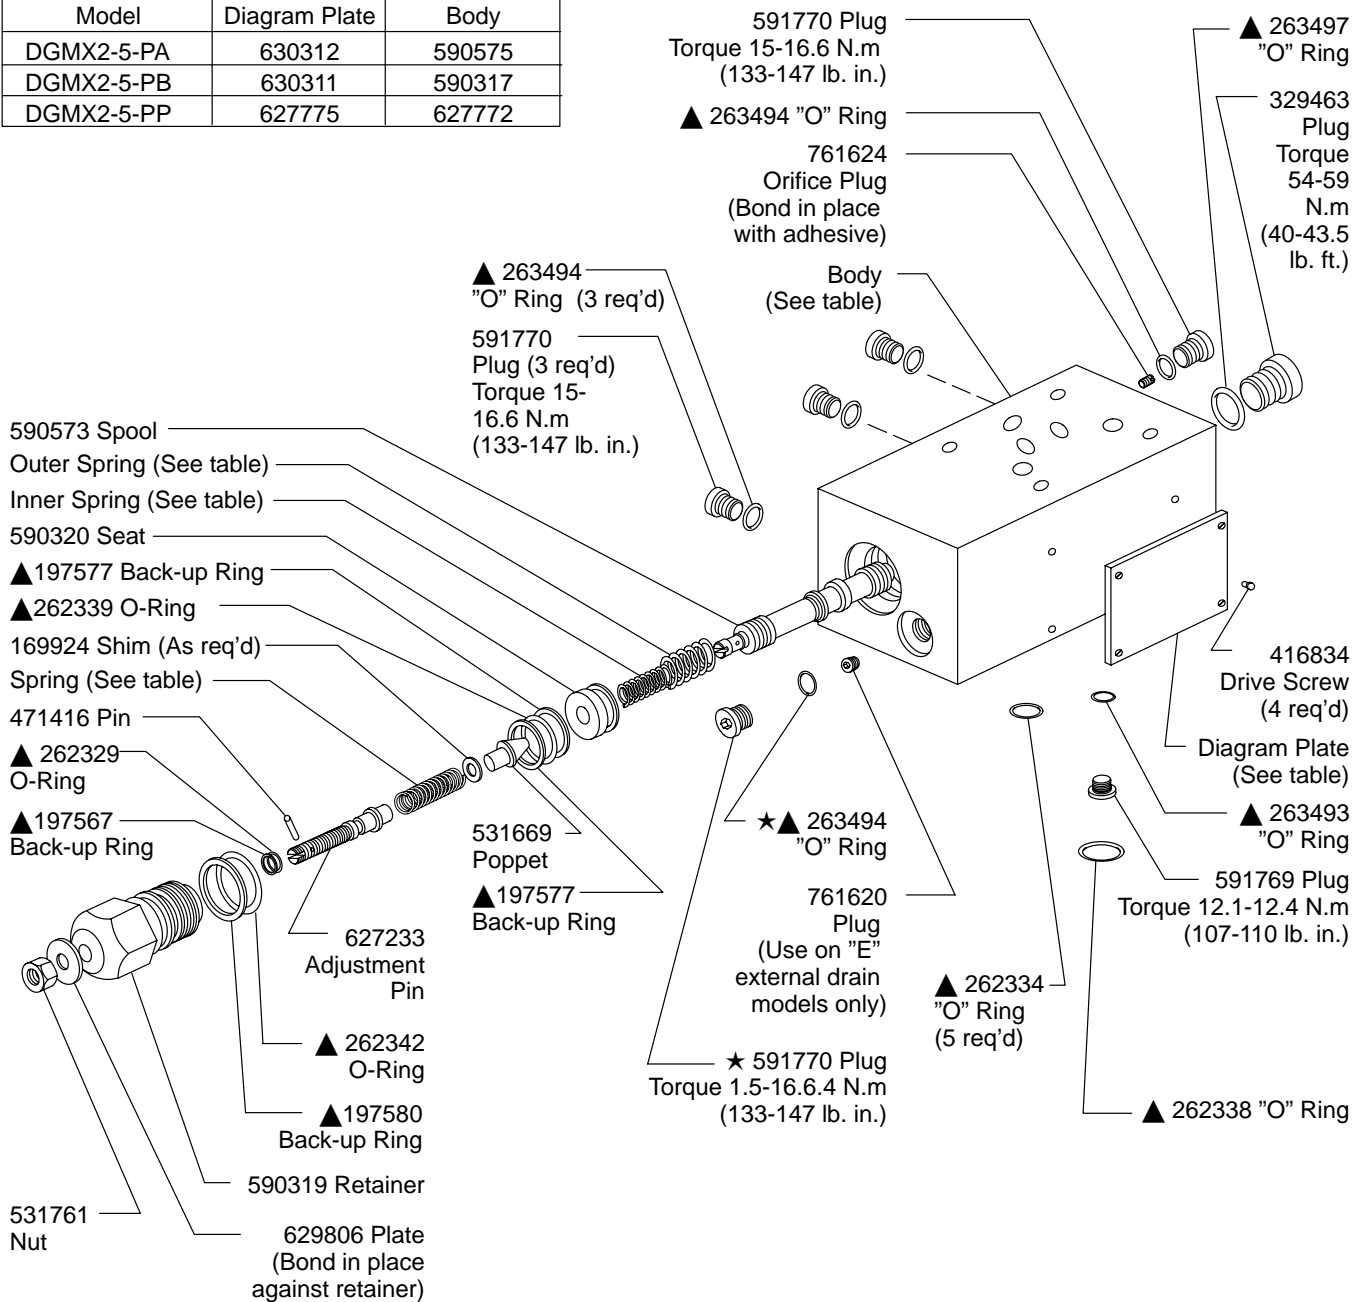 Model Diagram Plate Body
DGMX2-5-PA 630312 590575
DGMX2-5-PB 630311 590317
DGMX2-5-PP 627775 627772
591770 Plug
Torque 15-16.6 N.m
(133-147 lb. in.)
▲ 263494 ”O” Ring
761624
Orifice Plug
(Bond in place
with adhesive)
Body
(See table)
▲ 263497
”O” Ring
329463
Plug
Torque
54-59
N.m
(40-43.5
lb. ft.)
▲ 263494
”O” Ring (3 req’d)
591770
Plug (3 req’d)
Torque 15-
16.6 N.m
(133-147 lb. in.)
590573 Spool
Outer Spring (See table)
Inner Spring (See table)
590320 Seat
▲197577 Back-up Ring
▲262339 O-Ring
169924 Shim (As req’d)
Spring (See table)
471416 Pin
▲ 262329
O-Ring
▲197567
Back-up Ring
531669
Poppet
▲197577
Back-up Ring
627233
Adjustment
Pin
▲ 262342
O-Ring
▲197580
Back-up Ring
590319 Retainer
531761
Nut
629806 Plate
(Bond in place
against retainer)
★▲ 263494
”O” Ring
761620
Plug
(Use on ”E”
external drain
models only)
★ 591770 Plug
Torque 1.5-16.6.4 N.m
(133-147 lb. in.)
▲ 262334
”O” Ring
(5 req’d)
416834
Drive Screw
(4 req’d)
Diagram Plate
(See table)
▲ 263493
”O” Ring
591769 Plug
Torque 12.1-12.4 N.m
(107-110 lb. in.)
▲ 262338 ”O” Ring